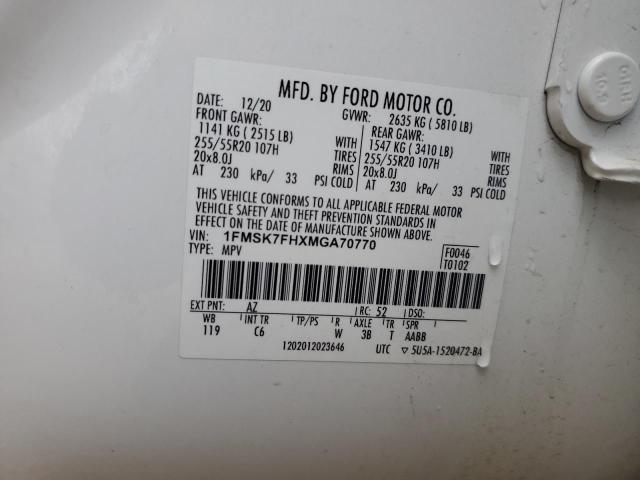 MFD. BY FORD MOTOR CO.
DATE: 12/20 GVWR: 2635 KG ( 5810 LB)
FRONT GAWR: REAR GAWR:
1141 KG ( 2515 LB) 1547 KG ( 3410 LB)
255/55R20 107H WITH TIRES 255/55R20 107H WITH TIRES
20x8.0J RIMS 20x8.0J RIMS
AT 230 kPa/ 33 PSI COLD AT 230 kPa/ 33 PSI COLD
THIS VEHICLE CONFORMS TO ALL APPLICABLE FEDERAL MOTOR
VEHICLE SAFETY AND THEFT PREVENTION STANDARDS IN
EFFECT ON THE DATE OF MANUFACTURE SHOWN ABOVE.
VIN: 1FMSK7FHXMGA70770 F0046
TYPE: MPV T0102
EXT PNT: AZ RC: 52 DSO:
WB INT TR TP/PS R AXLE TR SPR
119 C6 W 3B T AABB
1202012023646 UTC ▽ 5U5A-1520472-BA
10.9